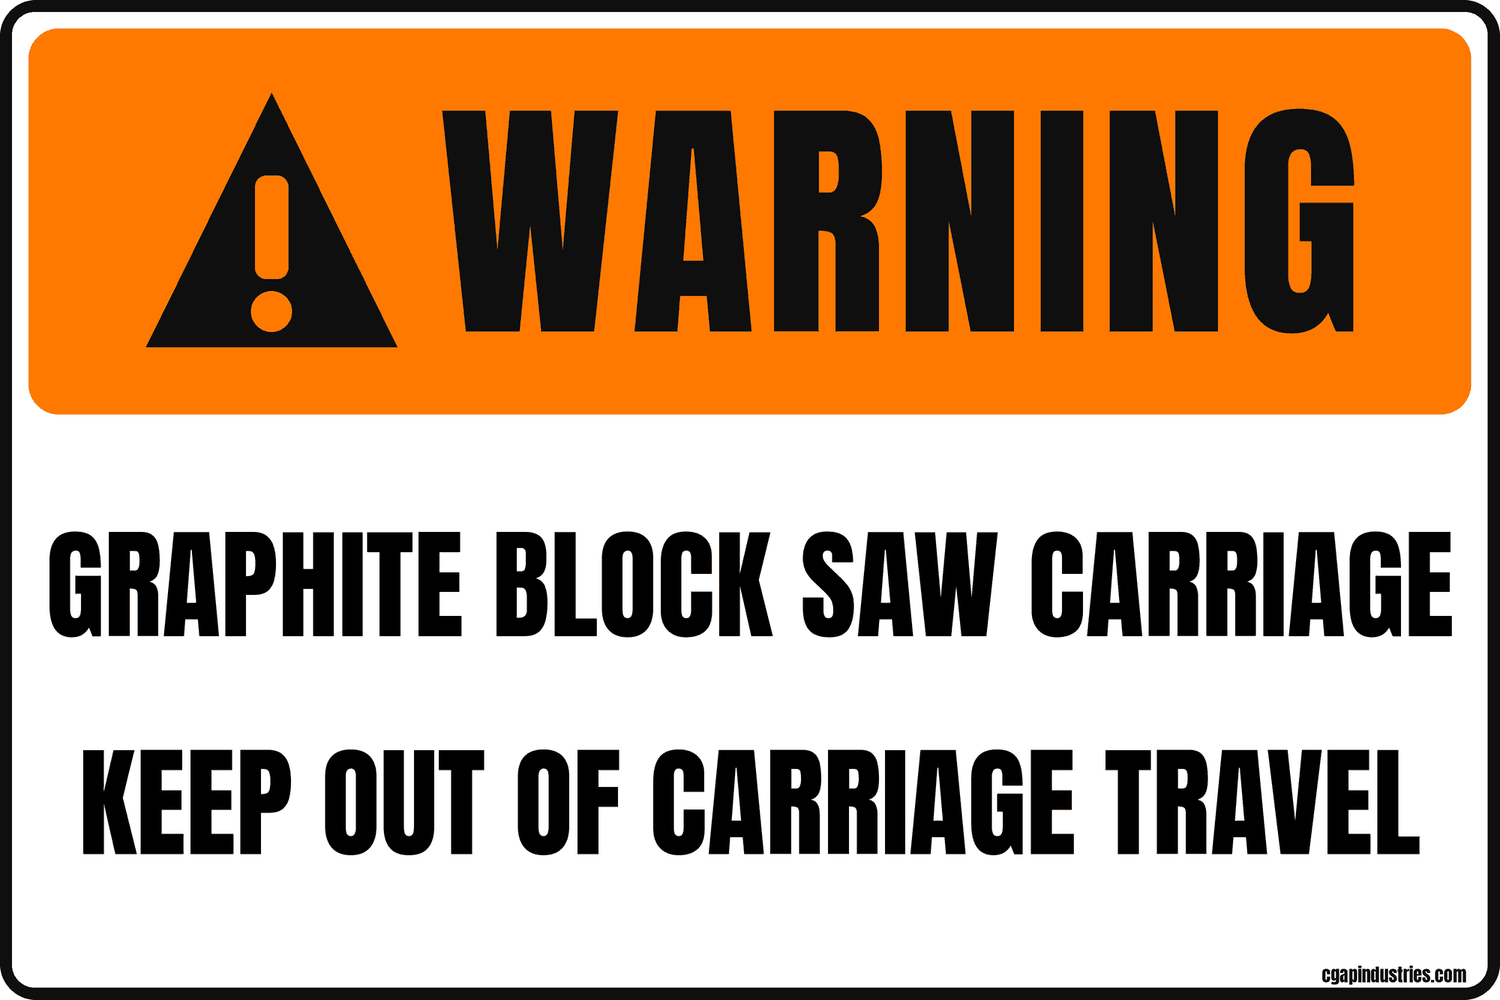 WARNING
GRAPHITE BLOCK SAW CARRIAGE
KEEP OUT OF CARRIAGE TRAVEL
cgapindustries.com